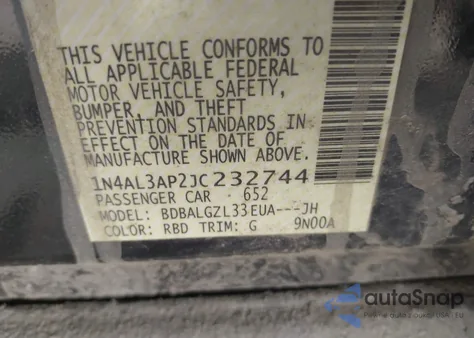 THIS VEHICLE CONFORMS TO
ALL APPLICABLE FEDERAL
MOTOR VEHICLE SAFETY,
BUMPER, AND THEFT
PREVENTION STANDARDS IN
EFFECT ON THE DATE OF
MANUFACTURE SHOWN ABOVE.
1N4AL3AP2JC232744
PASSENGER CAR - 652
MODEL: BDBALGZL33EUA---JH
COLOR: RBD TRIM: G 9N00A
autaSnap